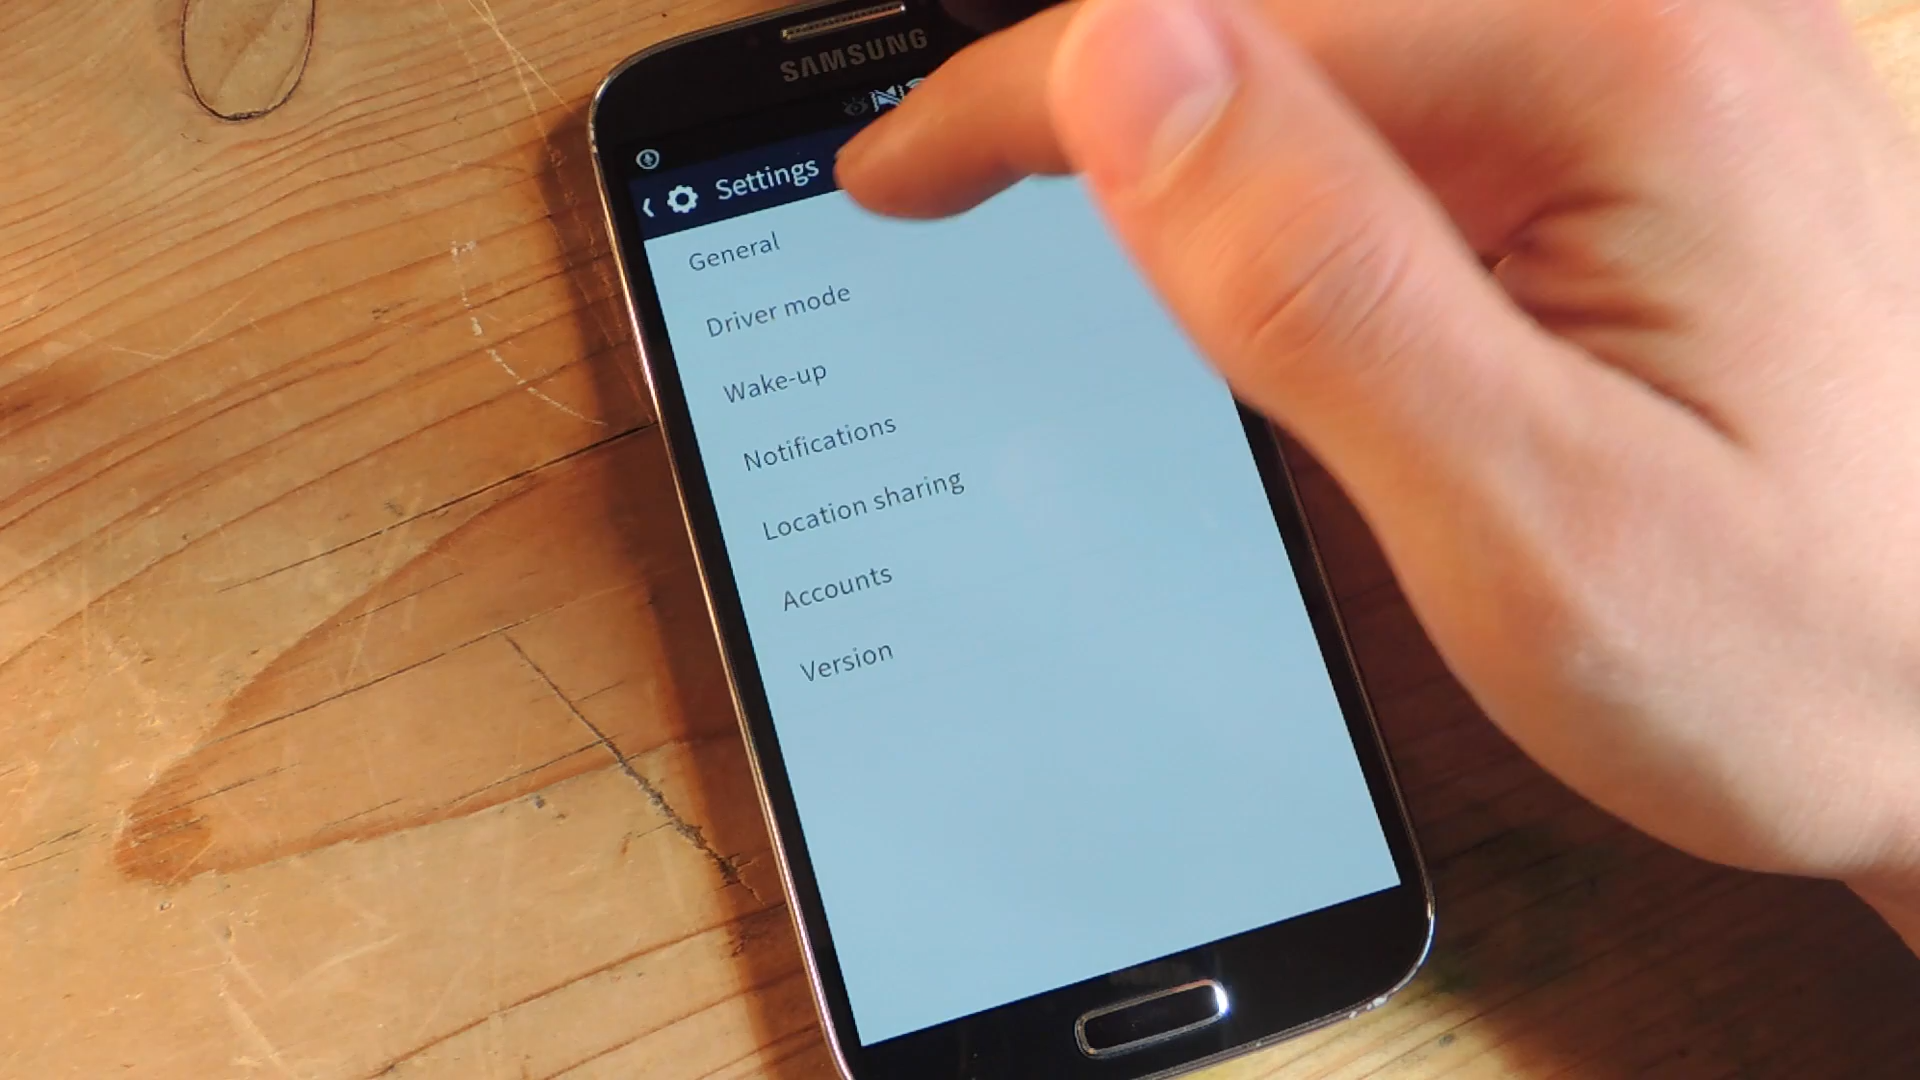 SAMSUNG
Settings
General
Driver mode
Wake-up
Notifications
Location sharing
Accounts
Version